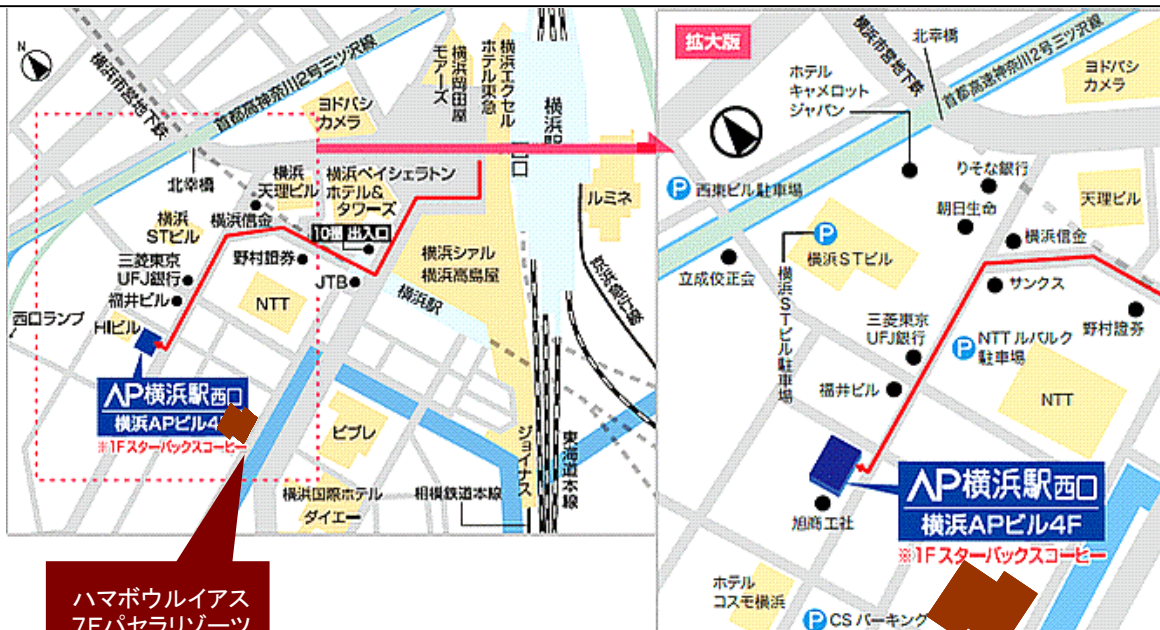 N
横浜市営地下鉄
首都高神奈川2号三ツ沢線
横浜岡田屋
モアーズ
横浜エクセル
ホテル東急
横浜駅
西口
ヨドバシ
カメラ
北幸橋
横浜
天理ビル
横浜ベイシェラトン
ホテル&
タワーズ
ルミネ
横浜
STビル
横浜信金
10番 出入口
野村證券
横浜シャル
横浜高島屋
三菱東京
UFJ銀行
福井ビル
NTT
JTB
横浜駅
京浜急行線
西口ランプ
HIビル
AP横浜駅西口
横浜APビル4
※1Fスターバックスコーヒー
ビブレ
ジョイナス
東海道本線
横浜国際ホテル
ダイエー
相模鉄道本線
ハマボウルイアス
7Fパセラリゾーツ
拡大版
北幸橋
横浜市営地下鉄
首都高速神奈川2号三ツ沢線
ホテル
キャメロット
ジャパン
ヨドバシ
カメラ
りそな銀行
P 西東ビル駐車場
朝日生命
天理ビル
P
横浜信金
横浜STビル
立成佼正会
サンクス
横浜STビル駐車場
三菱東京
UFJ銀行
野村證券
P NTTルパルク
駐車場
福井ビル
NTT
AP横浜駅西口
横浜APビル4F
旭商工社
※1Fスターバックスコーヒー
ホテル
コスモ横浜
P CSパーキング